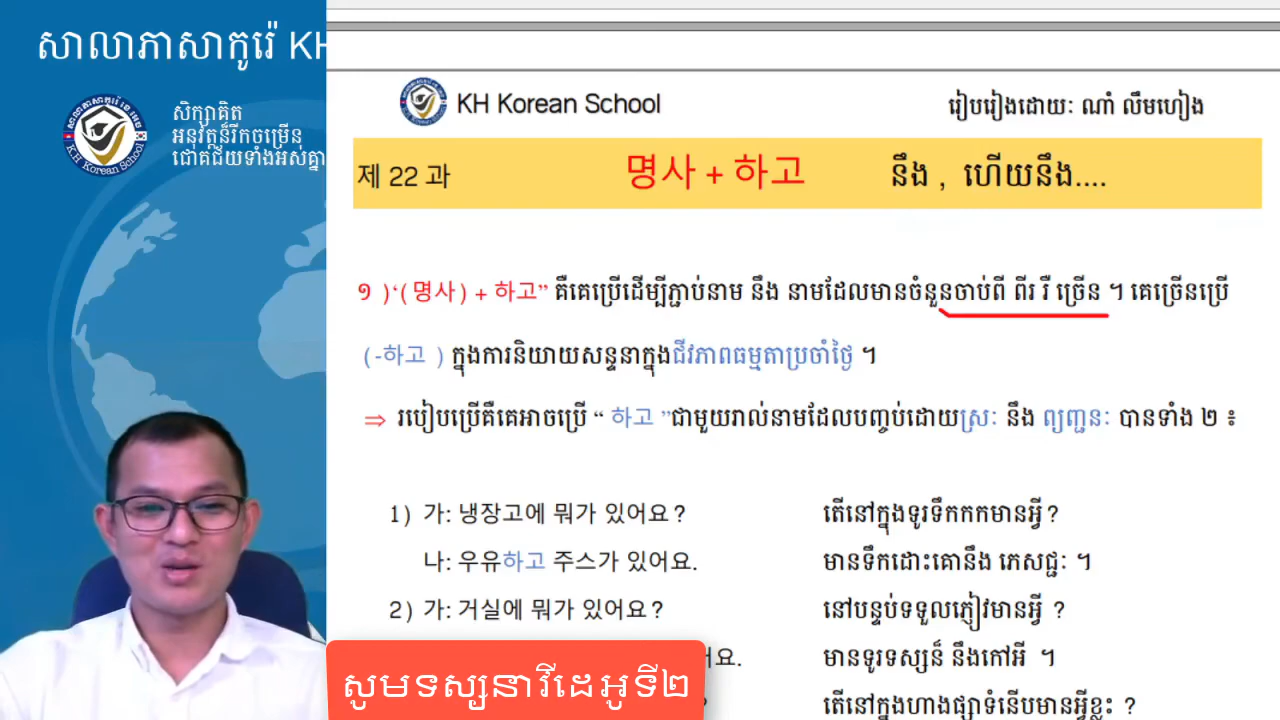 សាលាភាសាកូរ៉េ KH
សិក្សាគិត
អនុវត្តន៍រីកចម្រើន
ជោគជ័យទាំងអស់គ្នា
KH Korean School
រៀបរៀងដោយៈ ណាំ លឹមហៀង
제 22 과 명사 + 하고 នឹង , ហើយនឹង....
១ )‘( 명사 ) + 하고” គឺគេប្រើដើម្បីភ្ជាប់នាម នឹង នាមដែលមានចំនួនចាប់ពី ពីរ រឺ ច្រើន ។ គេច្រើនប្រើ
( -하고 ) ក្នុងការនិយាយសន្ទនាក្នុងជីវភាពធម្មតាប្រចាំថ្ងៃ ។
⇒ របៀបប្រើគឺគេអាចប្រើ “ 하고 ”ជាមួយរាល់នាមដែលបញ្ចប់ដោយស្រៈ នឹង ព្យញ្ជនៈ បានទាំង ២ ៖
1) 가: 냉장고에 뭐가 있어요? តើនៅក្នុងទូរទឹកកកមានអ្វី?
나: 우유하고 주스가 있어요. មានទឹកដោះគោនឹង ភេសជ្ជៈ ។
2) 가: 거실에 뭐가 있어요? នៅបន្ទប់ទទួលភ្ញៀវមានអ្វី ?
어요. មានទូរទស្សន៍ នឹងកៅអី ។
? តើនៅក្នុងហាងផ្សាទំនើបមានអ្វីខ្លះ ?
សូមទស្សនាវីដេអូទី២